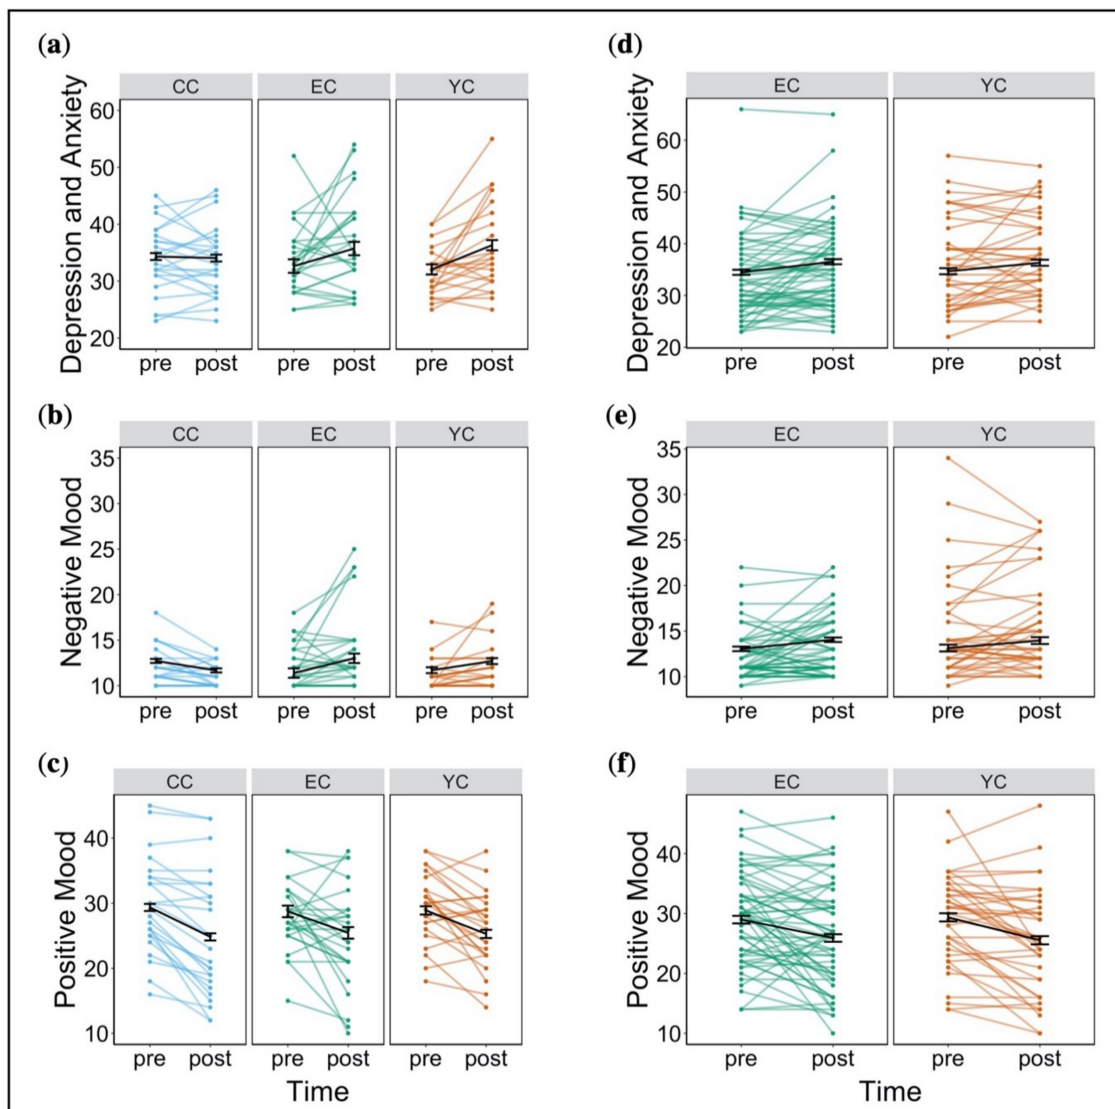 (a)
CC EC YC
Depression and Anxiety
60
50
40
30
20
pre post pre post pre post
(d)
EC YC
Depression and Anxiety
60
50
40
30
20
pre post pre post
(b)
CC EC YC
Negative Mood
35
30
25
20
15
10
pre post pre post pre post
(e)
EC YC
Negative Mood
35
30
25
20
15
10
pre post pre post
(c)
CC EC YC
Positive Mood
40
30
20
10
pre post pre post pre post
Time
(f)
EC YC
Positive Mood
40
30
20
10
pre post pre post
Time